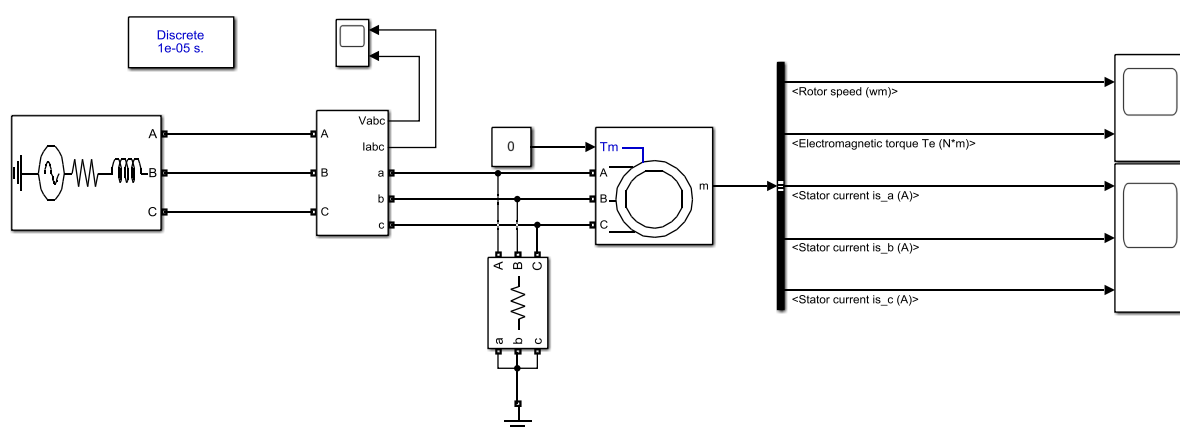 Discrete
1e-05 s.
A
B
C
A
B
C
Vabc
Iabc
a
b
c
0
Tm
A
B
C
m
A B C
a b c
<Rotor speed (wm)>
<Electromagnetic torque Te (N*m)>
<Stator current is_a (A)>
<Stator current is_b (A)>
<Stator current is_c (A)>